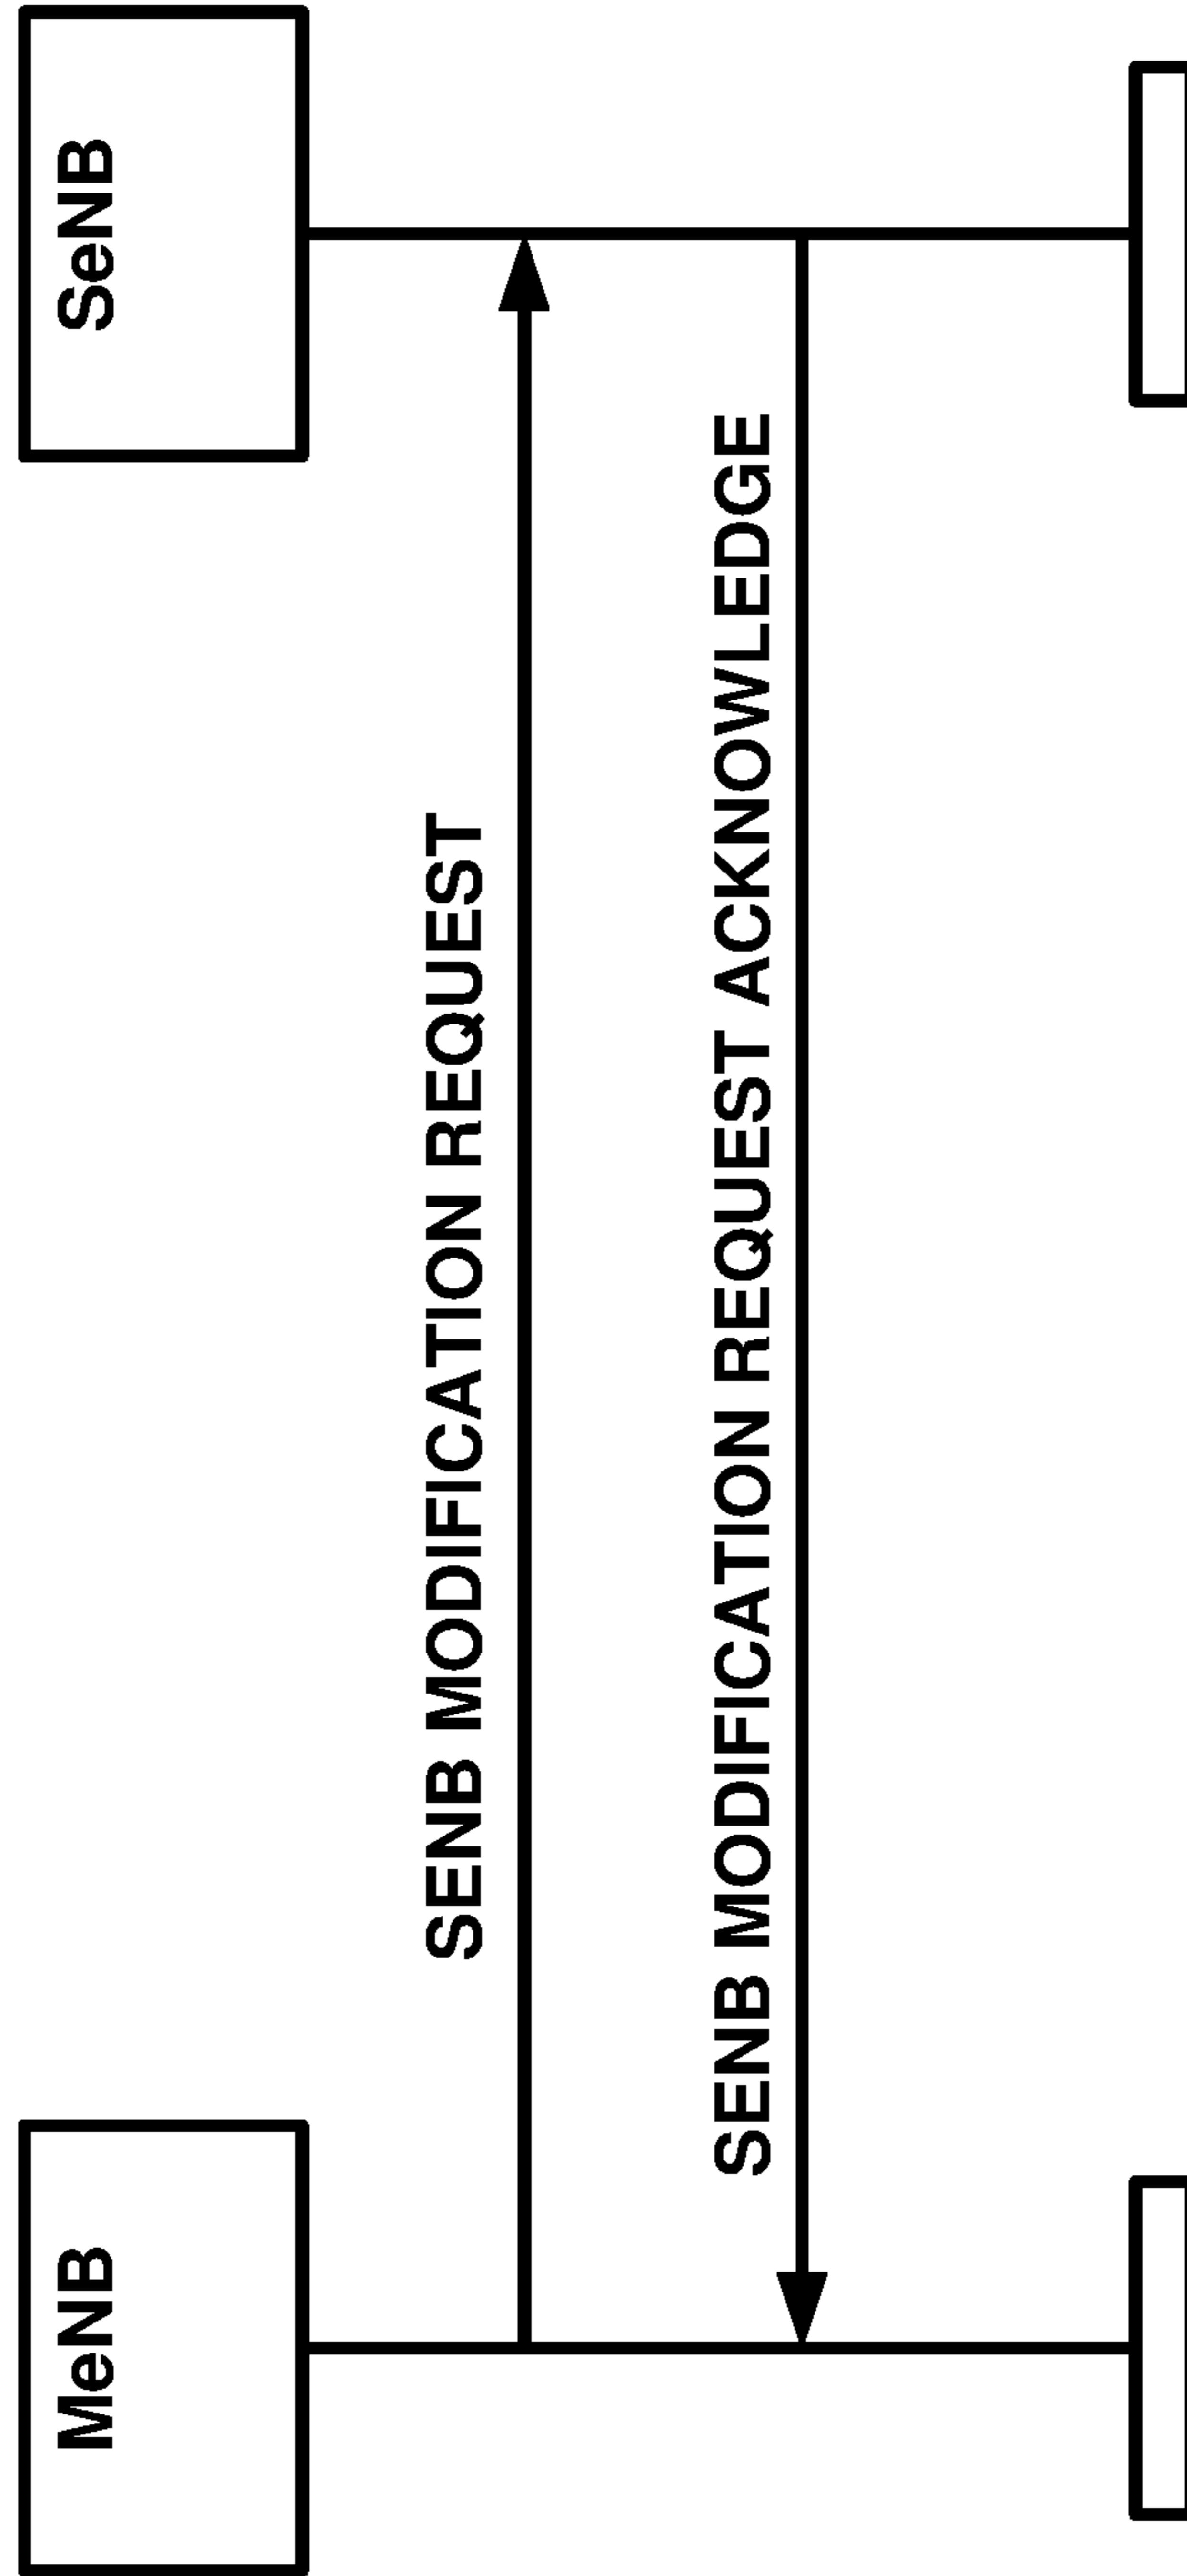 MeNB
SeNB
SENB MODIFICATION REQUEST
SENB MODIFICATION REQUEST ACKNOWLEDGE